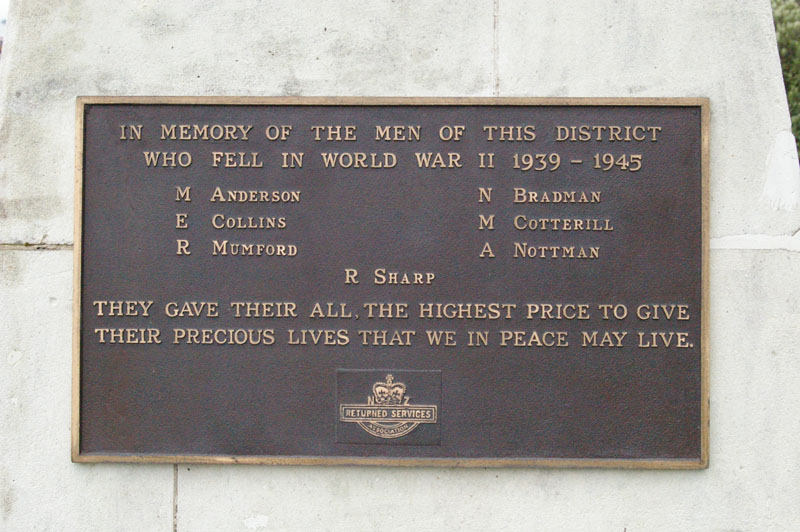 IN MEMORY OF THE MEN OF THIS DISTRICT
WHO FELL IN WORLD WAR II 1939 - 1945
M ANDERSON N BRADMAN
E COLLINS M COTTERILL
R MUMFORD A NOTTMAN
R SHARP
THEY GAVE THEIR ALL, THE HIGHEST PRICE TO GIVE
THEIR PRECIOUS LIVES THAT WE IN PEACE MAY LIVE.
N Z
RETURNED SERVICES
ASSOCIATION